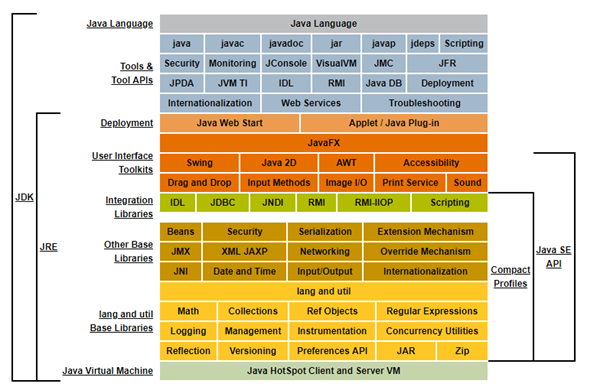 Java Language Java Language
java javac javadoc jar javap jdeps Scripting
Security Monitoring JConsole VisualVM JMC JFR
Tools &
Tool APIs
JPDA JVM TI IDL RMI Java DB Deployment
Internationalization Web Services Troubleshooting
Deployment Java Web Start Applet / Java Plug-in
JavaFX
User Interface
Toolkits
Swing Java 2D AWT Accessibility
Drag and Drop Input Methods Image I/O Print Service Sound
Integration
Libraries
IDL JDBC JNDI RMI RMI-IIOP Scripting
JDK
JRE
Beans Security Serialization Extension Mechanism
Other Base
Libraries
JMX XML JAXP Networking Override Mechanism
JNI Date and Time Input/Output Internationalization
Java SE
API
Compact
Profiles
lang and util
lang and util
Base Libraries
Math Collections Ref Objects Regular Expressions
Logging Management Instrumentation Concurrency Utilities
Reflection Versioning Preferences API JAR Zip
Java Virtual Machine Java HotSpot Client and Server VM